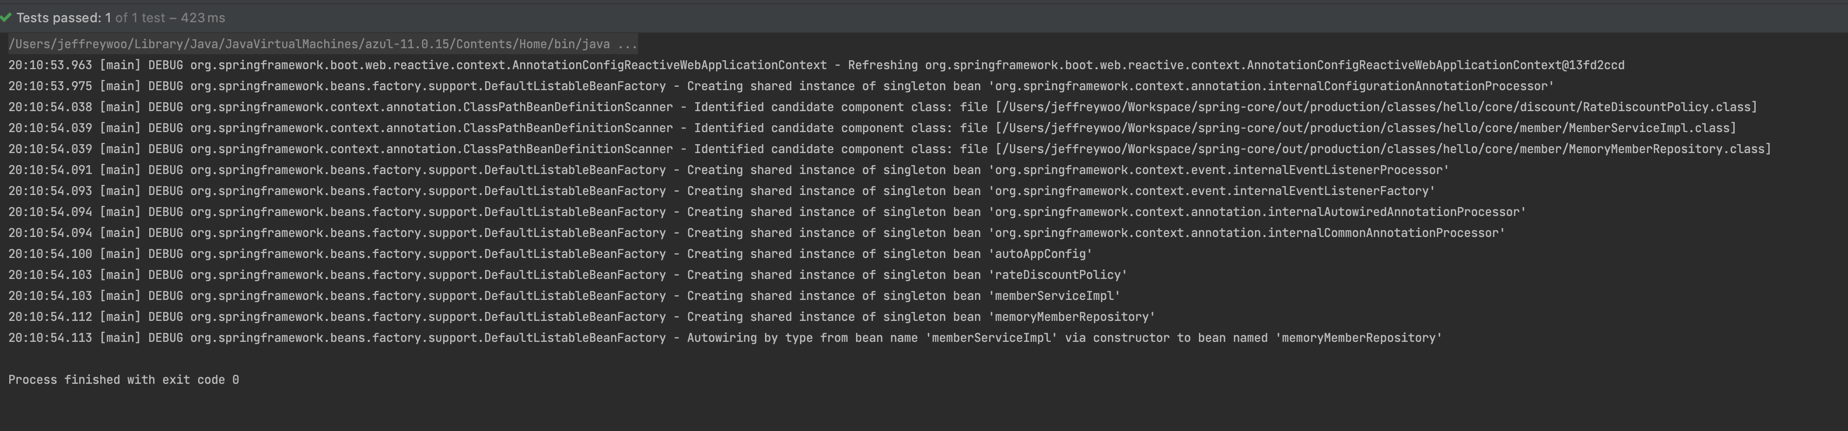 Tests passed: 1 of 1 test – 423 ms
/Users/jeffreywoo/Library/Java/JavaVirtualMachines/azul-11.0.15/Contents/Home/bin/java ...
20:10:53.963 [main] DEBUG org.springframework.boot.web.reactive.context.AnnotationConfigReactiveWebApplicationContext - Refreshing org.springframework.boot.web.reactive.context.AnnotationConfigReactiveWebApplicationContext@13fd2ccd
20:10:53.975 [main] DEBUG org.springframework.beans.factory.support.DefaultListableBeanFactory - Creating shared instance of singleton bean 'org.springframework.context.annotation.internalConfigurationAnnotationProcessor'
20:10:54.038 [main] DEBUG org.springframework.context.annotation.ClassPathBeanDefinitionScanner - Identified candidate component class: file [/Users/jeffreywoo/Workspace/spring-core/out/production/classes/hello/core/discount/RateDiscountPolicy.class]
20:10:54.039 [main] DEBUG org.springframework.context.annotation.ClassPathBeanDefinitionScanner - Identified candidate component class: file [/Users/jeffreywoo/Workspace/spring-core/out/production/classes/hello/core/member/MemberServiceImpl.class]
20:10:54.039 [main] DEBUG org.springframework.context.annotation.ClassPathBeanDefinitionScanner - Identified candidate component class: file [/Users/jeffreywoo/Workspace/spring-core/out/production/classes/hello/core/member/MemoryMemberRepository.class]
20:10:54.091 [main] DEBUG org.springframework.beans.factory.support.DefaultListableBeanFactory - Creating shared instance of singleton bean 'org.springframework.context.event.internalEventListenerProcessor'
20:10:54.093 [main] DEBUG org.springframework.beans.factory.support.DefaultListableBeanFactory - Creating shared instance of singleton bean 'org.springframework.context.event.internalEventListenerFactory'
20:10:54.094 [main] DEBUG org.springframework.beans.factory.support.DefaultListableBeanFactory - Creating shared instance of singleton bean 'org.springframework.context.annotation.internalAutowiredAnnotationProcessor'
20:10:54.094 [main] DEBUG org.springframework.beans.factory.support.DefaultListableBeanFactory - Creating shared instance of singleton bean 'org.springframework.context.annotation.internalCommonAnnotationProcessor'
20:10:54.100 [main] DEBUG org.springframework.beans.factory.support.DefaultListableBeanFactory - Creating shared instance of singleton bean 'autoAppConfig'
20:10:54.103 [main] DEBUG org.springframework.beans.factory.support.DefaultListableBeanFactory - Creating shared instance of singleton bean 'rateDiscountPolicy'
20:10:54.103 [main] DEBUG org.springframework.beans.factory.support.DefaultListableBeanFactory - Creating shared instance of singleton bean 'memberServiceImpl'
20:10:54.112 [main] DEBUG org.springframework.beans.factory.support.DefaultListableBeanFactory - Creating shared instance of singleton bean 'memoryMemberRepository'
20:10:54.113 [main] DEBUG org.springframework.beans.factory.support.DefaultListableBeanFactory - Autowiring by type from bean name 'memberServiceImpl' via constructor to bean named 'memoryMemberRepository'
Process finished with exit code 0